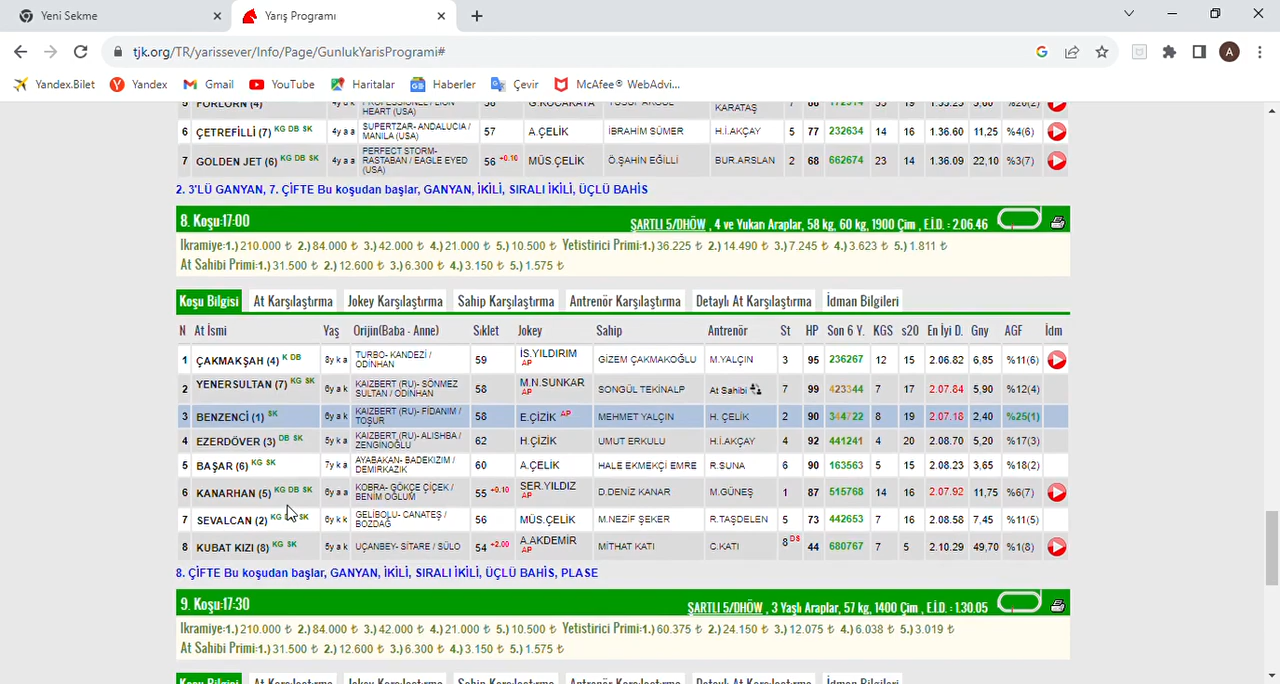 Yeni Sekme
Yarış Programı
tjk.org/TR/yarissever/Info/Page/GunlukYarisProgrami#
A
Yandex.Bilet Yandex Gmail YouTube Haritalar Haberler Çevir McAfee® WebAdvi...
5 FURLORN (4) HEART (USA) KARATAŞ
6 ÇETREFİLLİ (7) KG DB SK 4y a a SUPERTZAR- ANDALUCIA / MANILA (USA) 57 A.ÇELİK İBRAHİM SÜMER H.İ.AKÇAY 5 77 232634 14 16 1.36.60 11,25 %4(6)
7 GOLDEN JET (6) KG DB SK 4y a a PERFECT STORM- RASTABAN / EAGLE EYED (USA) 56 +0.10 MÜS.ÇELİK Ö.ŞAHİN EĞİLLİ BUR.ARSLAN 2 68 662674 23 14 1.36.09 22,10 %3(7)
2. 3'LÜ GANYAN, 7. ÇİFTE Bu koşudan başlar, GANYAN, İKİLİ, SIRALI İKİLİ, ÜÇLÜ BAHİS
8. Koşu:17:00 ŞARTLI 5/DHÖW , 4 ve Yukarı Araplar, 58 kg, 60 kg, 1900 Çim , E.İ.D. : 2.06.46
İkramiye:1.) 210.000 ₺ 2.) 84.000 ₺ 3.) 42.000 ₺ 4.) 21.000 ₺ 5.) 10.500 ₺ Yetistirici Primi:1.) 36.225 ₺ 2.) 14.490 ₺ 3.) 7.245 ₺ 4.) 3.623 ₺ 5.) 1.811 ₺
At Sahibi Primi:1.) 31.500 ₺ 2.) 12.600 ₺ 3.) 6.300 ₺ 4.) 3.150 ₺ 5.) 1.575 ₺
Koşu Bilgisi At Karşılaştırma Jokey Karşılaştırma Sahip Karşılaştırma Antrenör Karşılaştırma Detaylı At Karşılaştırma İdman Bilgileri
N At İsmi Yaş Orijin(Baba - Anne) Sıklet Jokey Sahip Antrenör St HP Son 6 Y. KGS s20 En İyi D. Gny AGF İdm
1 ÇAKMAKŞAH (4) K DB 8y k a TURBO- KANDEZİ / ODİNHAN 59 İS.YILDIRIM AP GİZEM ÇAKMAKOĞLU M.YALÇIN 3 95 236267 12 15 2.06.82 6,85 %11(6)
2 YENERSULTAN (7) KG SK 6y a k KAIZBERT (RU)- SÖNMEZ SULTAN / ODİNHAN 58 M.N.SUNKAR AP SONGÜL TEKİNALP At Sahibi 7 99 423344 7 17 2.07.84 5,90 %12(4)
3 BENZENCİ (1) SK 6y a k KAIZBERT (RU)- FİDANIM / TOŞUR 58 E.ÇİZİK AP MEHMET YALÇIN H. ÇELİK 2 90 344722 8 19 2.07.18 2,40 %25(1)
4 EZERDÖVER (3) DB SK 5y a k KAIZBERT (RU)- ALISHBA / ZENGİNOĞLU 62 H.ÇİZİK UMUT ERKULU H.İ.AKÇAY 4 92 441241 4 20 2.08.70 5,20 %17(3)
5 BAŞAR (6) KG SK 7y k a AYABAKAN- BADEKIZIM / DEMİRKAZIK 60 A.ÇELİK HALE EKMEKÇİ EMRE R.SUNA 6 90 163563 5 15 2.08.23 3,65 %18(2)
6 KANARHAN (5) KG DB SK 6y a a KOBRA- GÖKÇE ÇİÇEK / BENİM OĞLUM 55 +0.10 SER.YILDIZ AP D.DENİZ KANAR M.GÜNEŞ 1 87 515768 14 16 2.07.92 11,75 %6(7)
7 SEVALCAN (2) KG SK 6y k k GELİBOLU- CANATEŞ / BOZDAĞ 56 MÜS.ÇELİK M.NEZİF ŞEKER R.TAŞDELEN 5 73 442653 7 16 2.08.58 7,45 %11(5)
8 KUBAT KIZI (8) KG SK 5y a k UÇANBEY- SİTARE / SÜLO 54 +2.00 A.AKDEMİR AP MİTHAT KATI C.KATI 8 DS 44 680767 7 5 2.10.29 49,70 %1(8)
8. ÇİFTE Bu koşudan başlar, GANYAN, İKİLİ, SIRALI İKİLİ, ÜÇLÜ BAHİS, PLASE
9. Koşu:17:30 ŞARTLI 5/DHÖW , 3 Yaşlı Araplar, 57 kg, 1400 Çim , E.İ.D. : 1.30.05
İkramiye:1.) 210.000 ₺ 2.) 84.000 ₺ 3.) 42.000 ₺ 4.) 21.000 ₺ 5.) 10.500 ₺ Yetistirici Primi:1.) 60.375 ₺ 2.) 24.150 ₺ 3.) 12.075 ₺ 4.) 6.038 ₺ 5.) 3.019 ₺
At Sahibi Primi:1.) 31.500 ₺ 2.) 12.600 ₺ 3.) 6.300 ₺ 4.) 3.150 ₺ 5.) 1.575 ₺
Koşu Bilgisi At Karşılaştırma Jokey Karşılaştırma Sahip Karşılaştırma Antrenör Karşılaştırma Detaylı At Karşılaştırma İdman Bilgileri